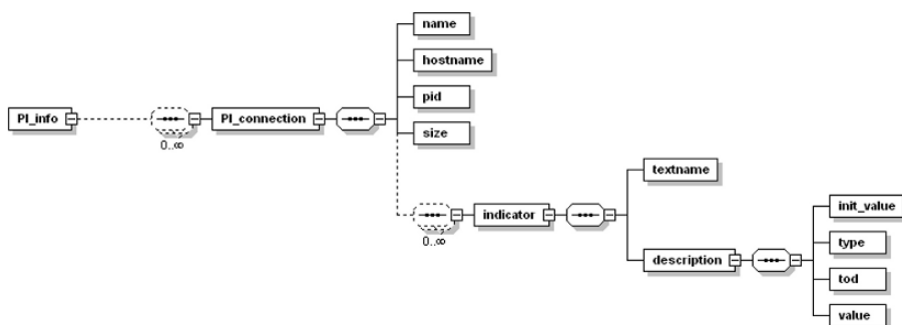 name
hostname
pid
size
PI_info
0..∞
PI_connection
textname
0..∞
indicator
description
init_value
type
tod
value